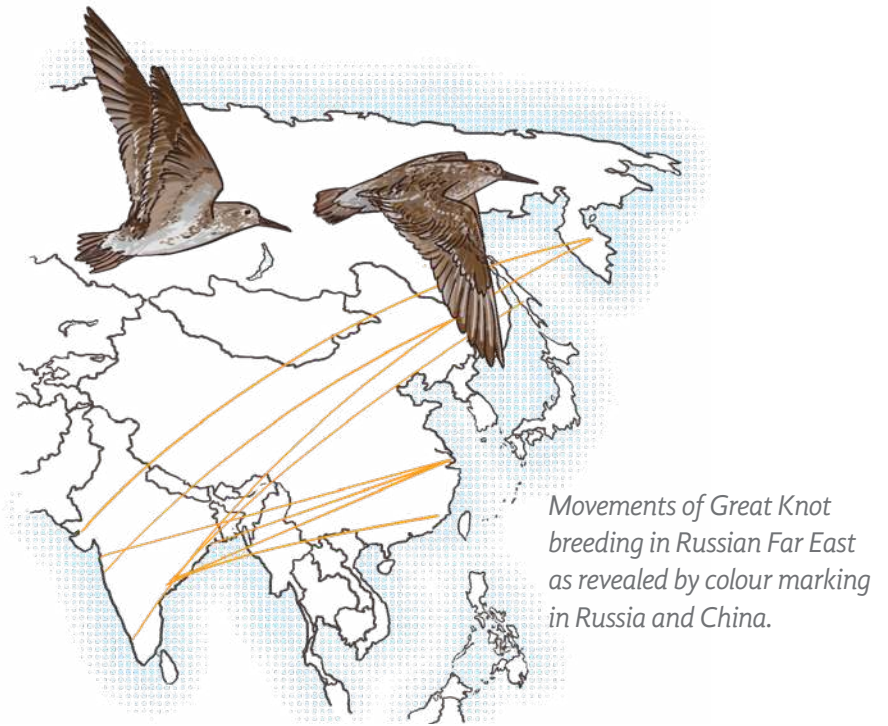 Movements of Great Knot
breeding in Russian Far East
as revealed by colour marking
in Russia and China.